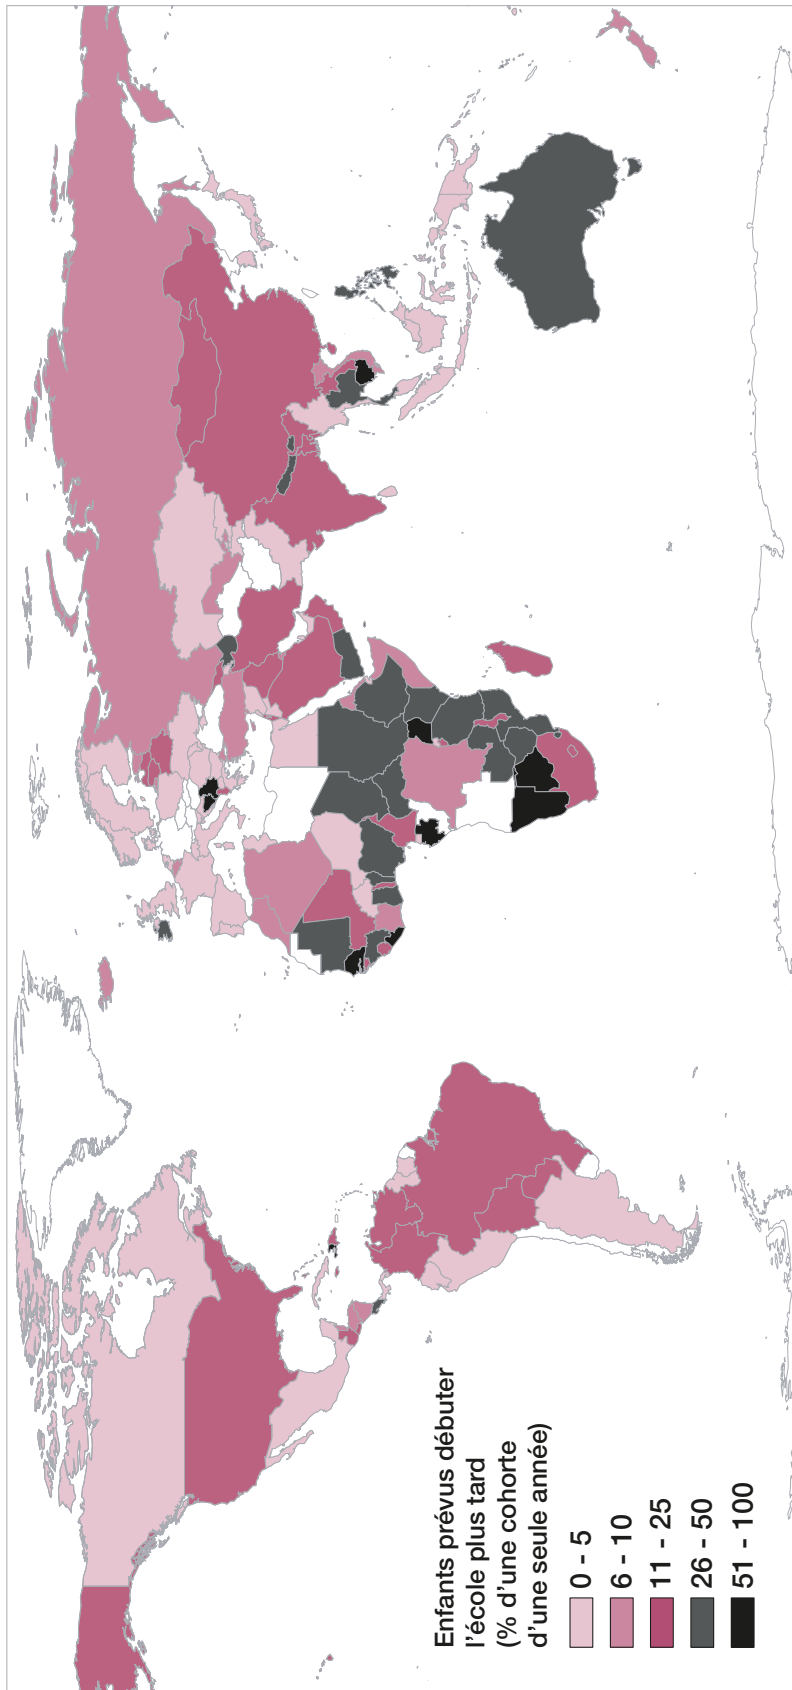 Enfants prévus débuter
l'école plus tard
(% d'une cohorte
d'une seule année)
0 - 5
6 - 10
11 - 25
26 - 50
51 - 100